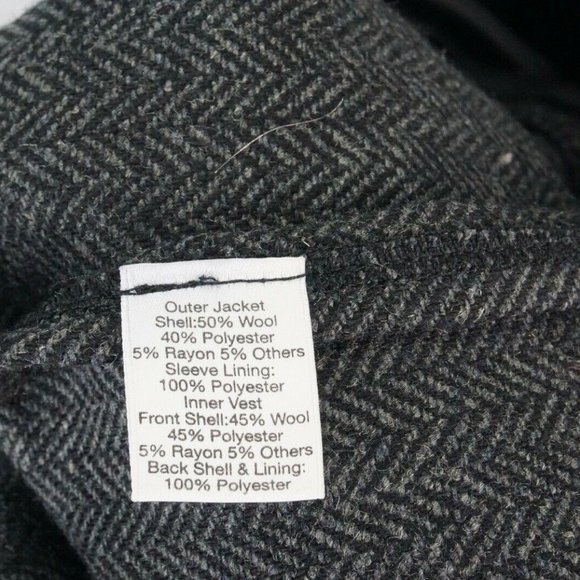 Outer Jacket
Shell:50% Wool
40% Polyester
5% Rayon 5% Others
Sleeve Lining:
100% Polyester
Inner Vest
Front Shell:45% Wool
45% Polyester
5% Rayon 5% Others
Back Shell & Lining:
100% Polyester